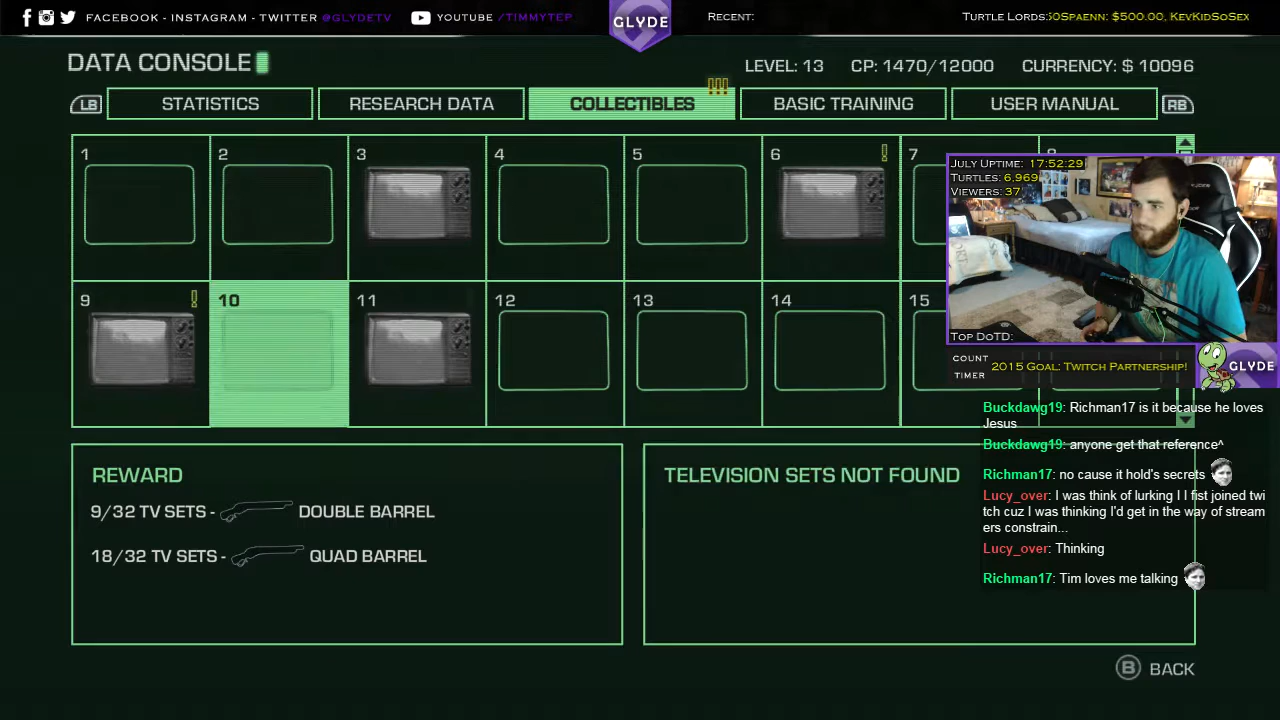 FACEBOOK - INSTAGRAM - TWITTER @GLYDETV
YOUTUBE /TIMMYTEP
GLYDE
RECENT:
TURTLE LORDS: 50SPAENN: $500.00, KEVKIDSOSEX
DATA CONSOLE
LEVEL: 13 CP: 1470/12000 CURRENCY: $ 10096
LB STATISTICS RESEARCH DATA COLLECTIBLES !!! BASIC TRAINING USER MANUAL RB
1 2 3 4 5 6 ! 7 8
JULY UPTIME: 17:52:29
TURTLES: 6,969
VIEWERS: 37
9 ! 10 11 12 13 14 15
TOP DOTD:
COUNT
TIMER
2015 GOAL: TWITCH PARTNERSHIP!
GLYDE
Buckdawg19: Richman17 is it because he loves
Jesus
Buckdawg19: anyone get that reference^
Richman17: no cause it hold's secrets
Lucy_over: I was think of lurking I I fist joined twi
tch cuz I was thinking I'd get in the way of stream
ers constrain...
Lucy_over: Thinking
Richman17: Tim loves me talking
REWARD
9/32 TV SETS - DOUBLE BARREL
18/32 TV SETS - QUAD BARREL
TELEVISION SETS NOT FOUND
B BACK